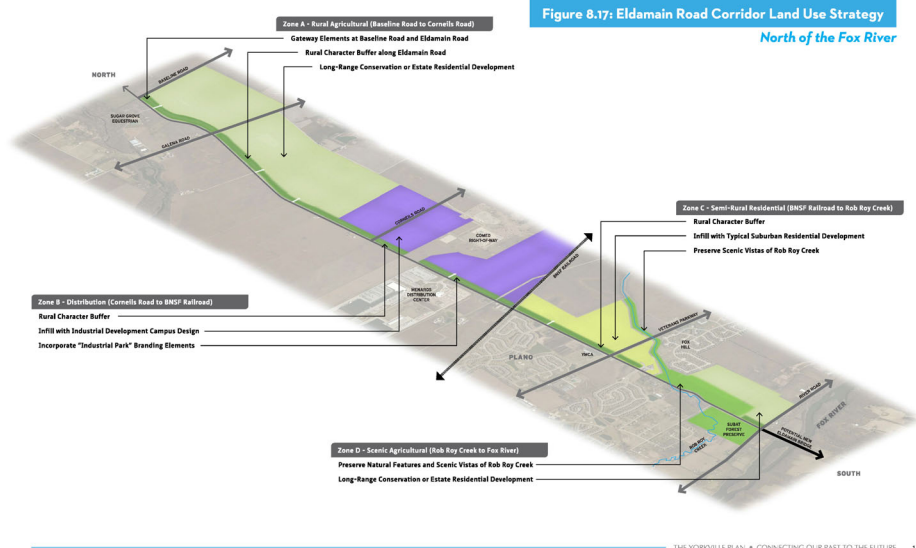 Figure 8.17: Eldamain Road Corridor Land Use Strategy
North of the Fox River
Zone A - Rural Agricultural (Baseline Road to Cornells Road)
Gateway Elements at Baseline Road and Eldamain Road
Rural Character Buffer along Eldamain Road
Long-Range Conservation or Estate Residential Development
NORTH
BASELINE ROAD
SUGAR GROVE
EQUESTRIAN
GALENA ROAD
CORNEILS ROAD
COMED
RIGHT-OF-WAY
BNSF RAILROAD
MENARDS
DISTRIBUTION
CENTER
Zone C - Semi-Rural Residential (BNSF Railroad to Rob Roy Creek)
Rural Character Buffer
Infill with Typical Suburban Residential Development
Preserve Scenic Vistas of Rob Roy Creek
Zone B - Distribution (Cornells Road to BNSF Railroad)
Rural Character Buffer
Infill with Industrial Development Campus Design
Incorporate "Industrial Park" Branding Elements
PLANO
YMCA
VETERANS PARKWAY
FOX
HILL
RIVER ROAD
FOX RIVER
SUBAT
FOREST
PRESERVE
ROB ROY
CREEK
POTENTIAL NEW
ELDAMAIN BRIDGE
SOUTH
Zone D - Scenic Agricultural (Rob Roy Creek to Fox River)
Preserve Natural Features and Scenic Vistas of Rob Roy Creek
Long-Range Conservation or Estate Residential Development
THE YORKVILLE PLAN • CONNECTING OUR PAST TO THE FUTURE